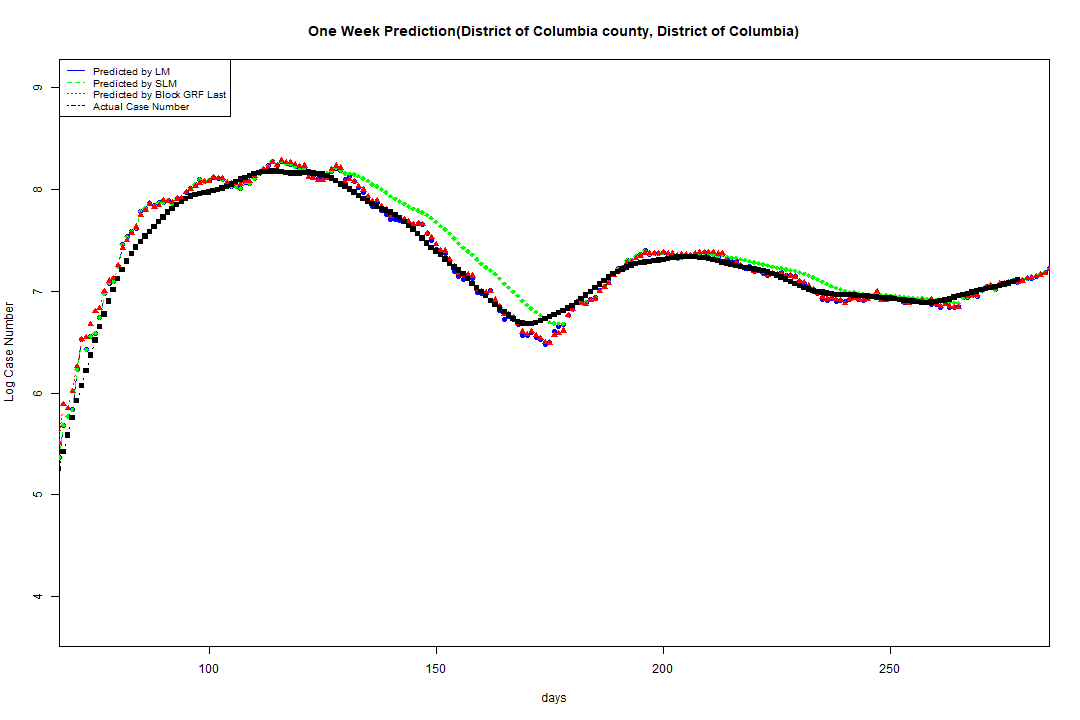 One Week Prediction(District of Columbia county, District of Columbia)
Predicted by LM
Predicted by SLM
Predicted by Block GRF Last
Actual Case Number
Log Case Number
9
8
7
6
5
4
100 150 200 250
days